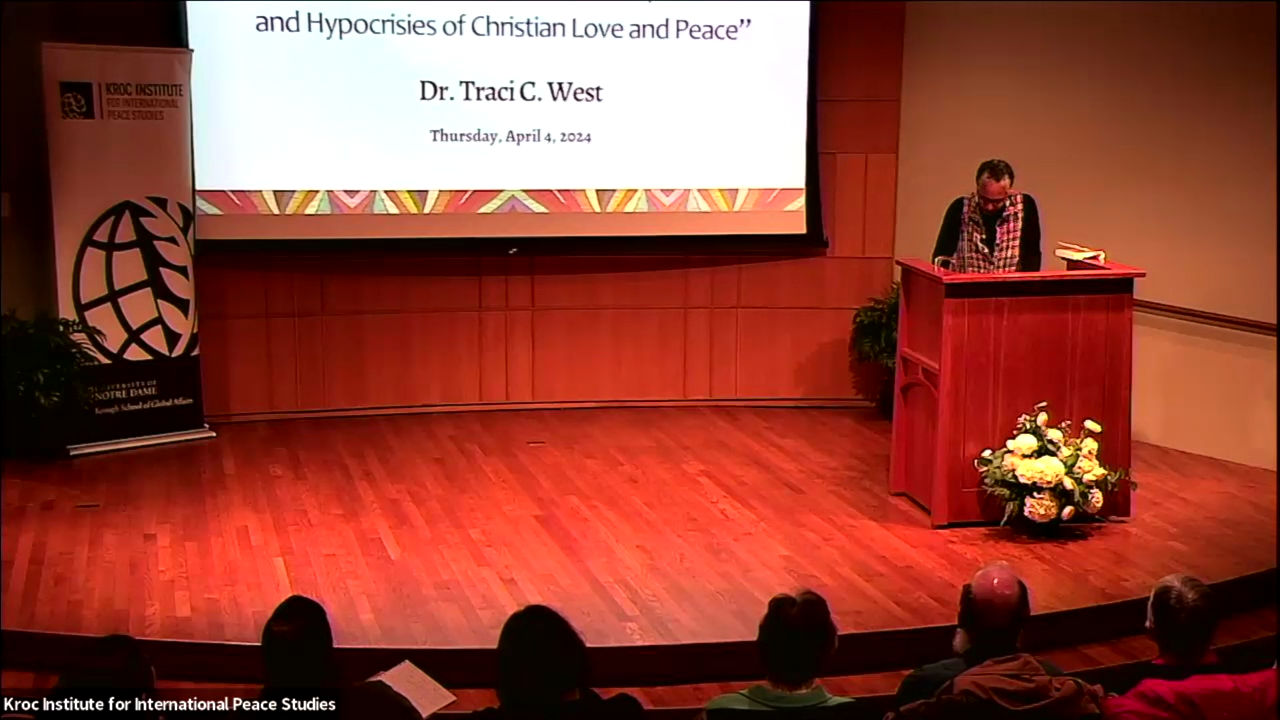 and Hypocrisies of Christian Love and Peace”
Dr. Traci C. West
Thursday, April 4, 2024
KROC INSTITUTE
FOR INTERNATIONAL
PEACE STUDIES
UNIVERSITY OF
NOTRE DAME
Keough School of Global Affairs
Kroc Institute for International Peace Studies